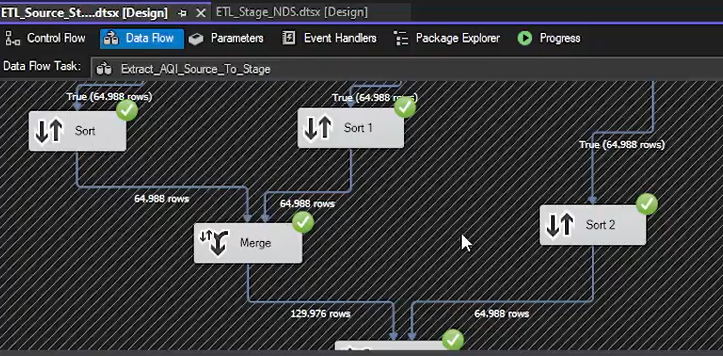 ETL_Source_St....dtsx [Design]
ETL_Stage_NDS.dtsx [Design]
Control Flow
Data Flow
Parameters
Event Handlers
Package Explorer
Progress
Data Flow Task:
Extract_AQI_Source_To_Stage
True (64.988 rows)
True (64.988 rows)
Sort
Sort 1
True (64.988 rows)
64.988 rows
64.988 rows
Sort 2
Merge
129.976 rows
64.988 rows